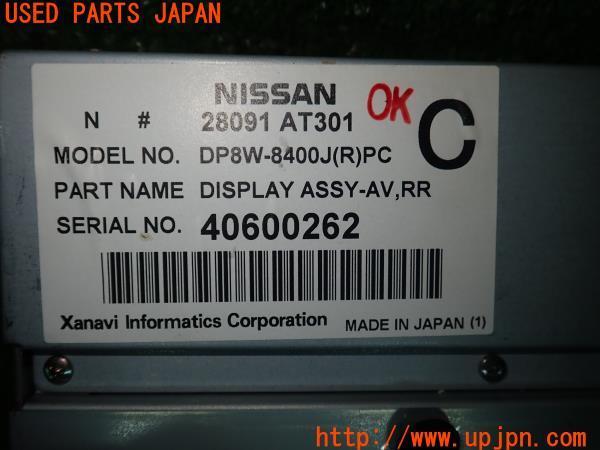 USED PARTS JAPAN
NISSAN
OK
C
N # 28091 AT301
MODEL NO. DP8W-8400J(R)PC
PART NAME DISPLAY ASSY-AV,RR
SERIAL NO. 40600262
Xanavi Informatics Corporation MADE IN JAPAN (1)
http://www.upjpn.com